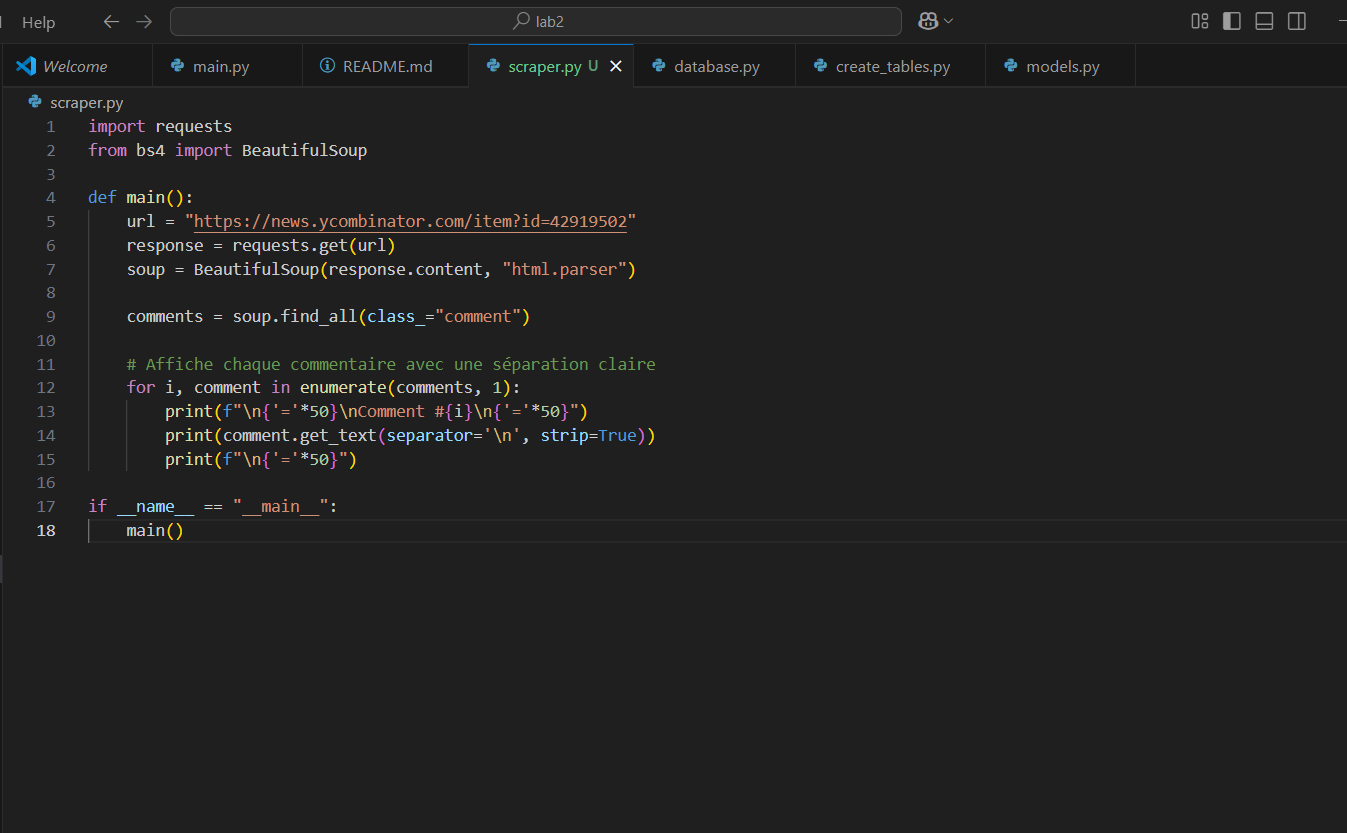 Help
lab2
Welcome
main.py
README.md
scraper.py U
database.py
create_tables.py
models.py
scraper.py
1 import requests
2 from bs4 import BeautifulSoup
3
4 def main():
5     url = "https://news.ycombinator.com/item?id=42919502"
6     response = requests.get(url)
7     soup = BeautifulSoup(response.content, "html.parser")
8
9     comments = soup.find_all(class_="comment")
10
11     # Affiche chaque commentaire avec une séparation claire
12     for i, comment in enumerate(comments, 1):
13         print(f"\n{'='*50}\nComment #{i}\n{'='*50}")
14         print(comment.get_text(separator='\n', strip=True))
15         print(f"\n{'='*50}")
16
17 if __name__ == "__main__":
18     main()